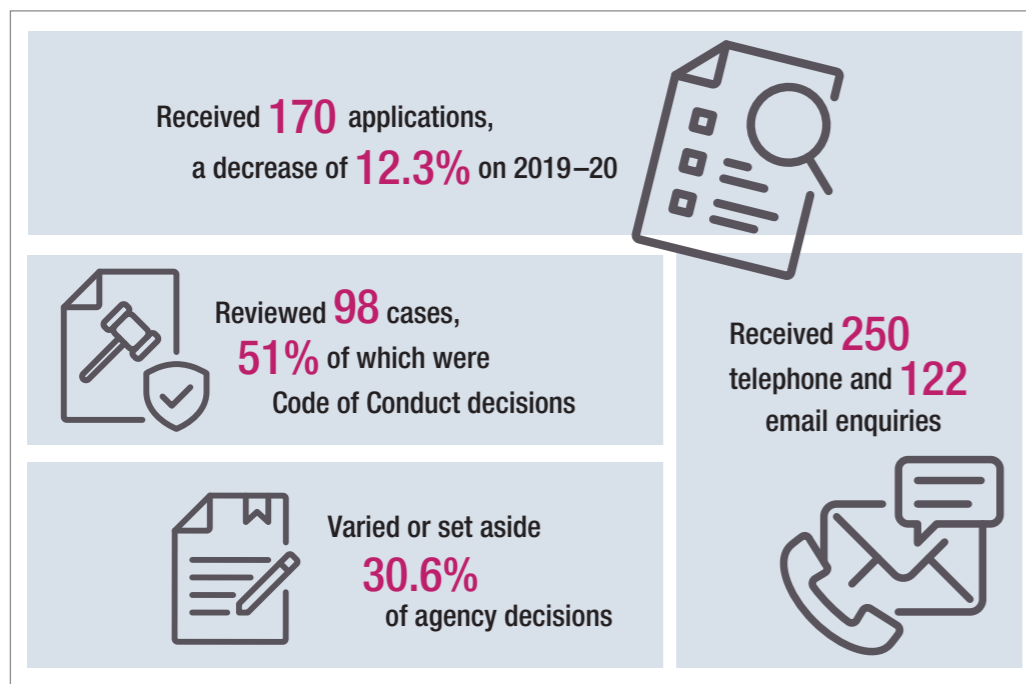 Received 170 applications,
a decrease of 12.3% on 2019–20
Reviewed 98 cases,
51% of which were
Code of Conduct decisions
Received 250
telephone and 122
email enquiries
Varied or set aside
30.6%
of agency decisions